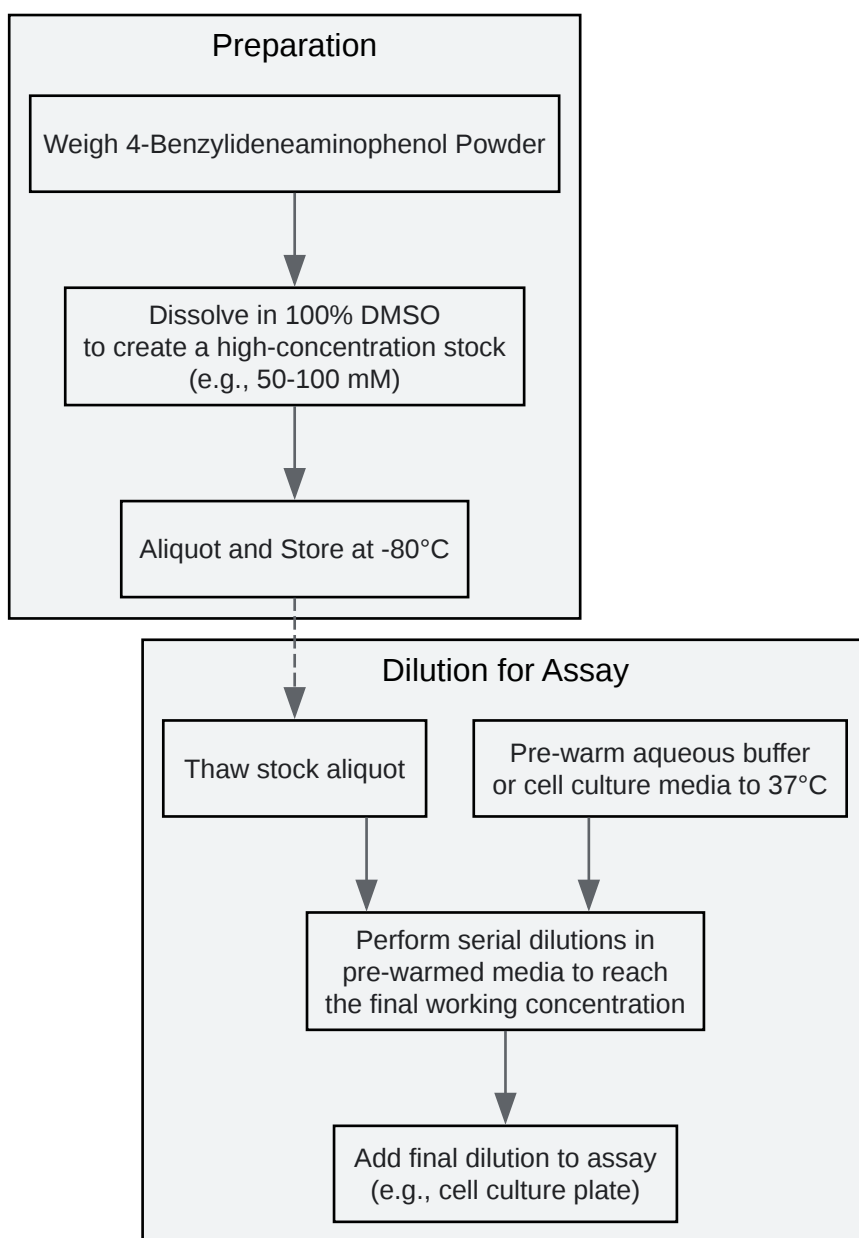 Preparation
Weigh 4-Benzylideneaminophenol Powder
Dissolve in 100% DMSO
to create a high-concentration stock
(e.g., 50-100 mM)
Aliquot and Store at -80°C
Dilution for Assay
Thaw stock aliquot
Pre-warm aqueous buffer
or cell culture media to 37°C
Perform serial dilutions in
pre-warmed media to reach
the final working concentration
Add final dilution to assay
(e.g., cell culture plate)